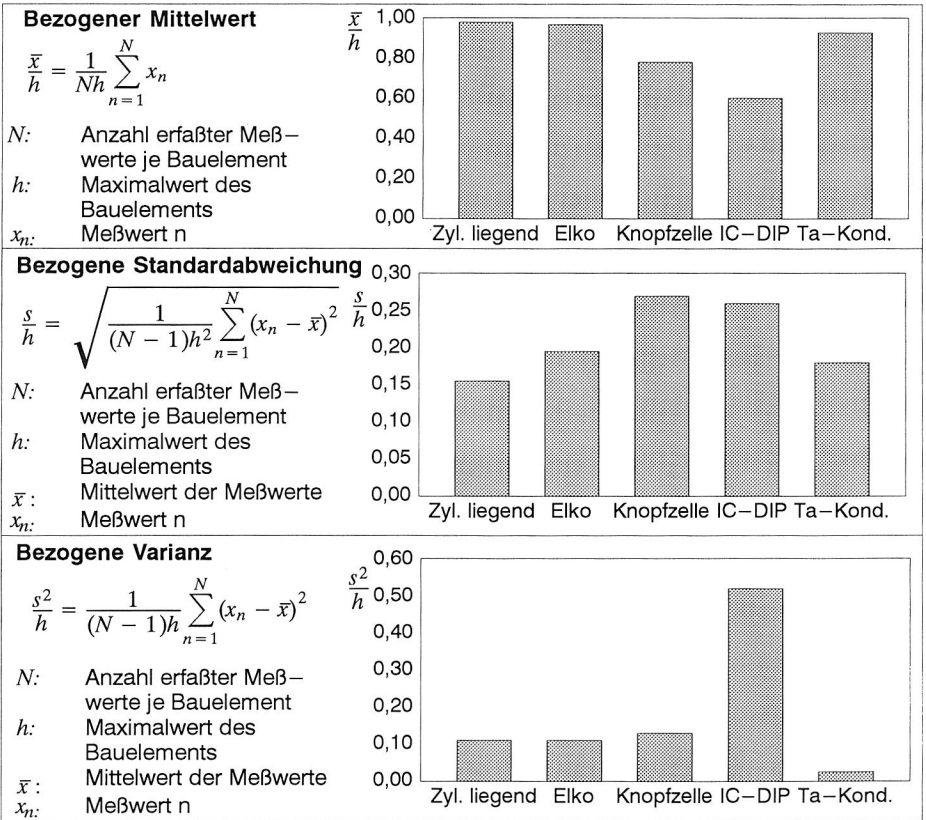 Bezogener Mittelwert
x̄/h = 1/(Nh) ∑_{n=1}^{N} x_n
N: Anzahl erfaßter Meß–
werte je Bauelement
h: Maximalwert des
Bauelements
x_n: Meßwert n
x̄/h
1,00
0,80
0,60
0,40
0,20
0,00
Zyl. liegend Elko Knopfzelle IC–DIP Ta–Kond.
Bezogene Standardabweichung
s/h = √(1/((N − 1)h²) ∑_{n=1}^{N} (x_n − x̄)²)
N: Anzahl erfaßter Meß–
werte je Bauelement
h: Maximalwert des
Bauelements
x̄ : Mittelwert der Meßwerte
x_n: Meßwert n
s/h
0,30
0,25
0,20
0,15
0,10
0,05
0,00
Zyl. liegend Elko Knopfzelle IC–DIP Ta–Kond.
Bezogene Varianz
s²/h = 1/((N − 1)h) ∑_{n=1}^{N} (x_n − x̄)²
N: Anzahl erfaßter Meß–
werte je Bauelement
h: Maximalwert des
Bauelements
x̄ : Mittelwert der Meßwerte
x_n: Meßwert n
s²/h
0,60
0,50
0,40
0,30
0,20
0,10
0,00
Zyl. liegend Elko Knopfzelle IC–DIP Ta–Kond.